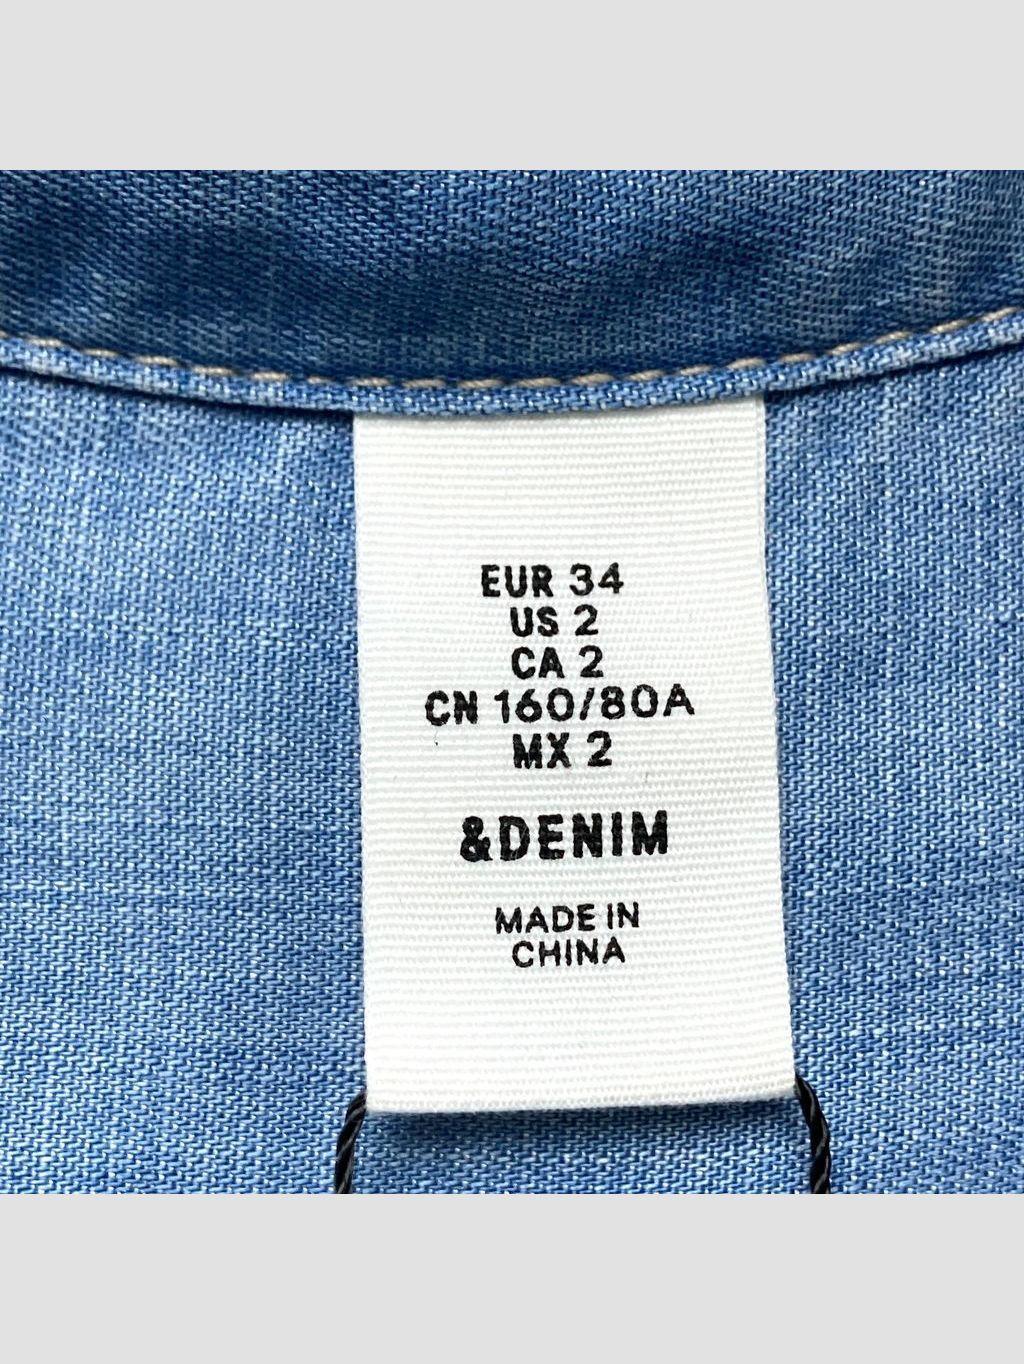 EUR 34
US 2
CA 2
CN 160/80A
MX 2
&DENIM
MADE IN
CHINA